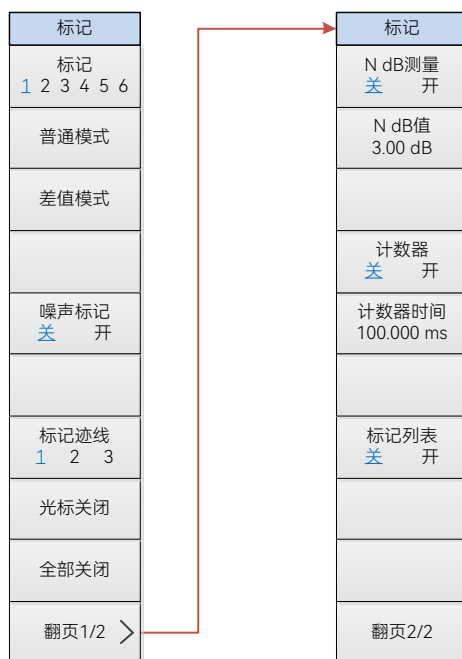 标记
标记
1 2 3 4 5 6
普通模式
差值模式
噪声标记
关 开
标记迹线
1 2 3
光标关闭
全部关闭
翻页1/2
标记
N dB测量
关 开
N dB值
3.00 dB
计数器
关 开
计数器时间
100.000 ms
标记列表
关 开
翻页2/2